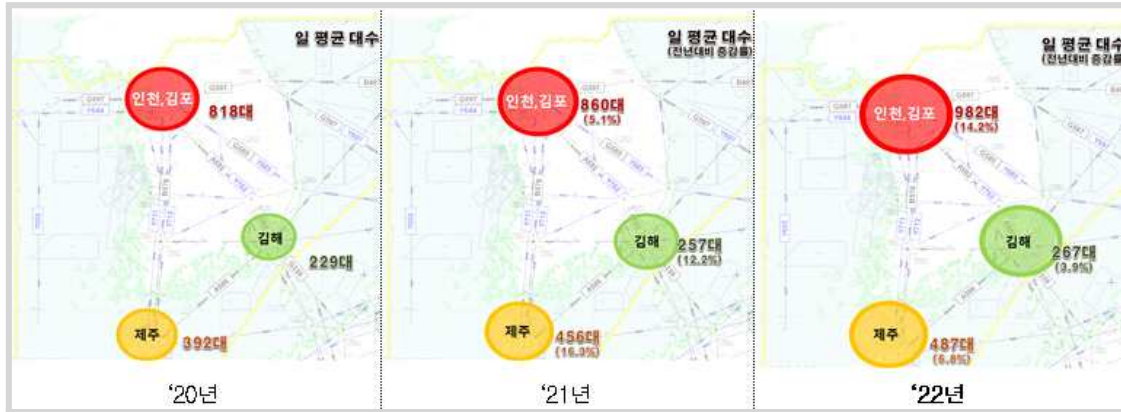 일 평균 대수
인천,김포
818대
김해
229대
제주
392대
'20년
일 평균 대수
(전년대비 증감률)
인천,김포
860대
(5.1%)
김해
257대
(12.2%)
제주
456대
(16.3%)
'21년
일 평균 대수
(전년대비 증감률)
인천,김포
982대
(14.2%)
김해
267대
(3.9%)
제주
487대
(6.8%)
'22년